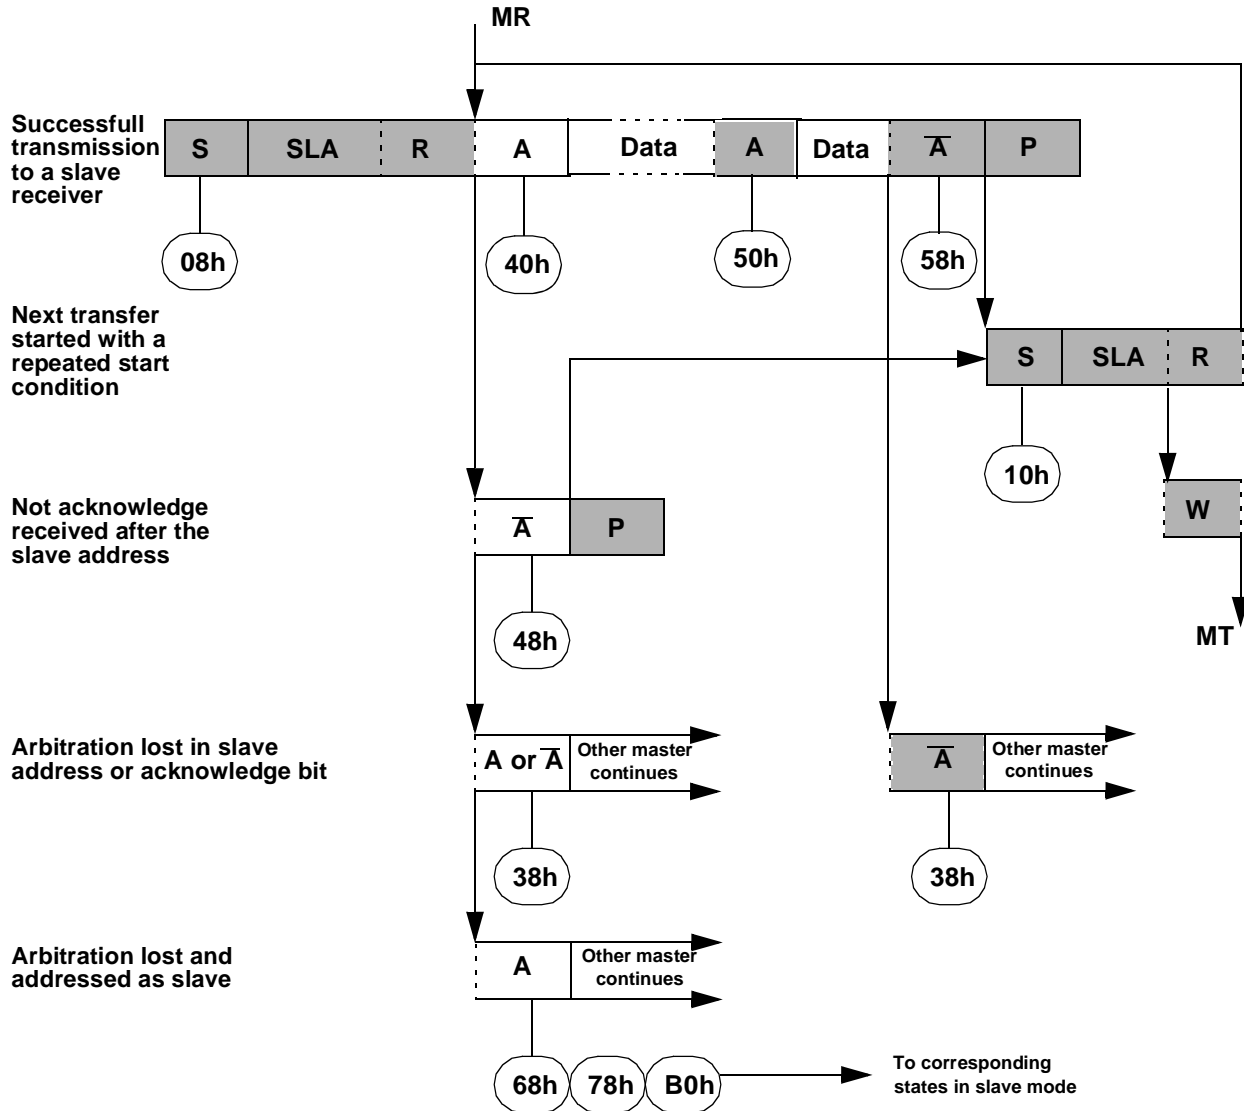 MR
Successfull
transmission
to a slave
receiver
S SLA R A Data A Data A̅ P
08h 40h 50h 58h
Next transfer
started with a
repeated start
condition
S SLA R
10h
Not acknowledge
received after the
slave address
A̅ P
W
48h
MT
Arbitration lost in slave
address or acknowledge bit
A or A̅
Other master
continues
A̅
Other master
continues
38h 38h
Arbitration lost and
addressed as slave
A
Other master
continues
68h 78h B0h
To corresponding
states in slave mode